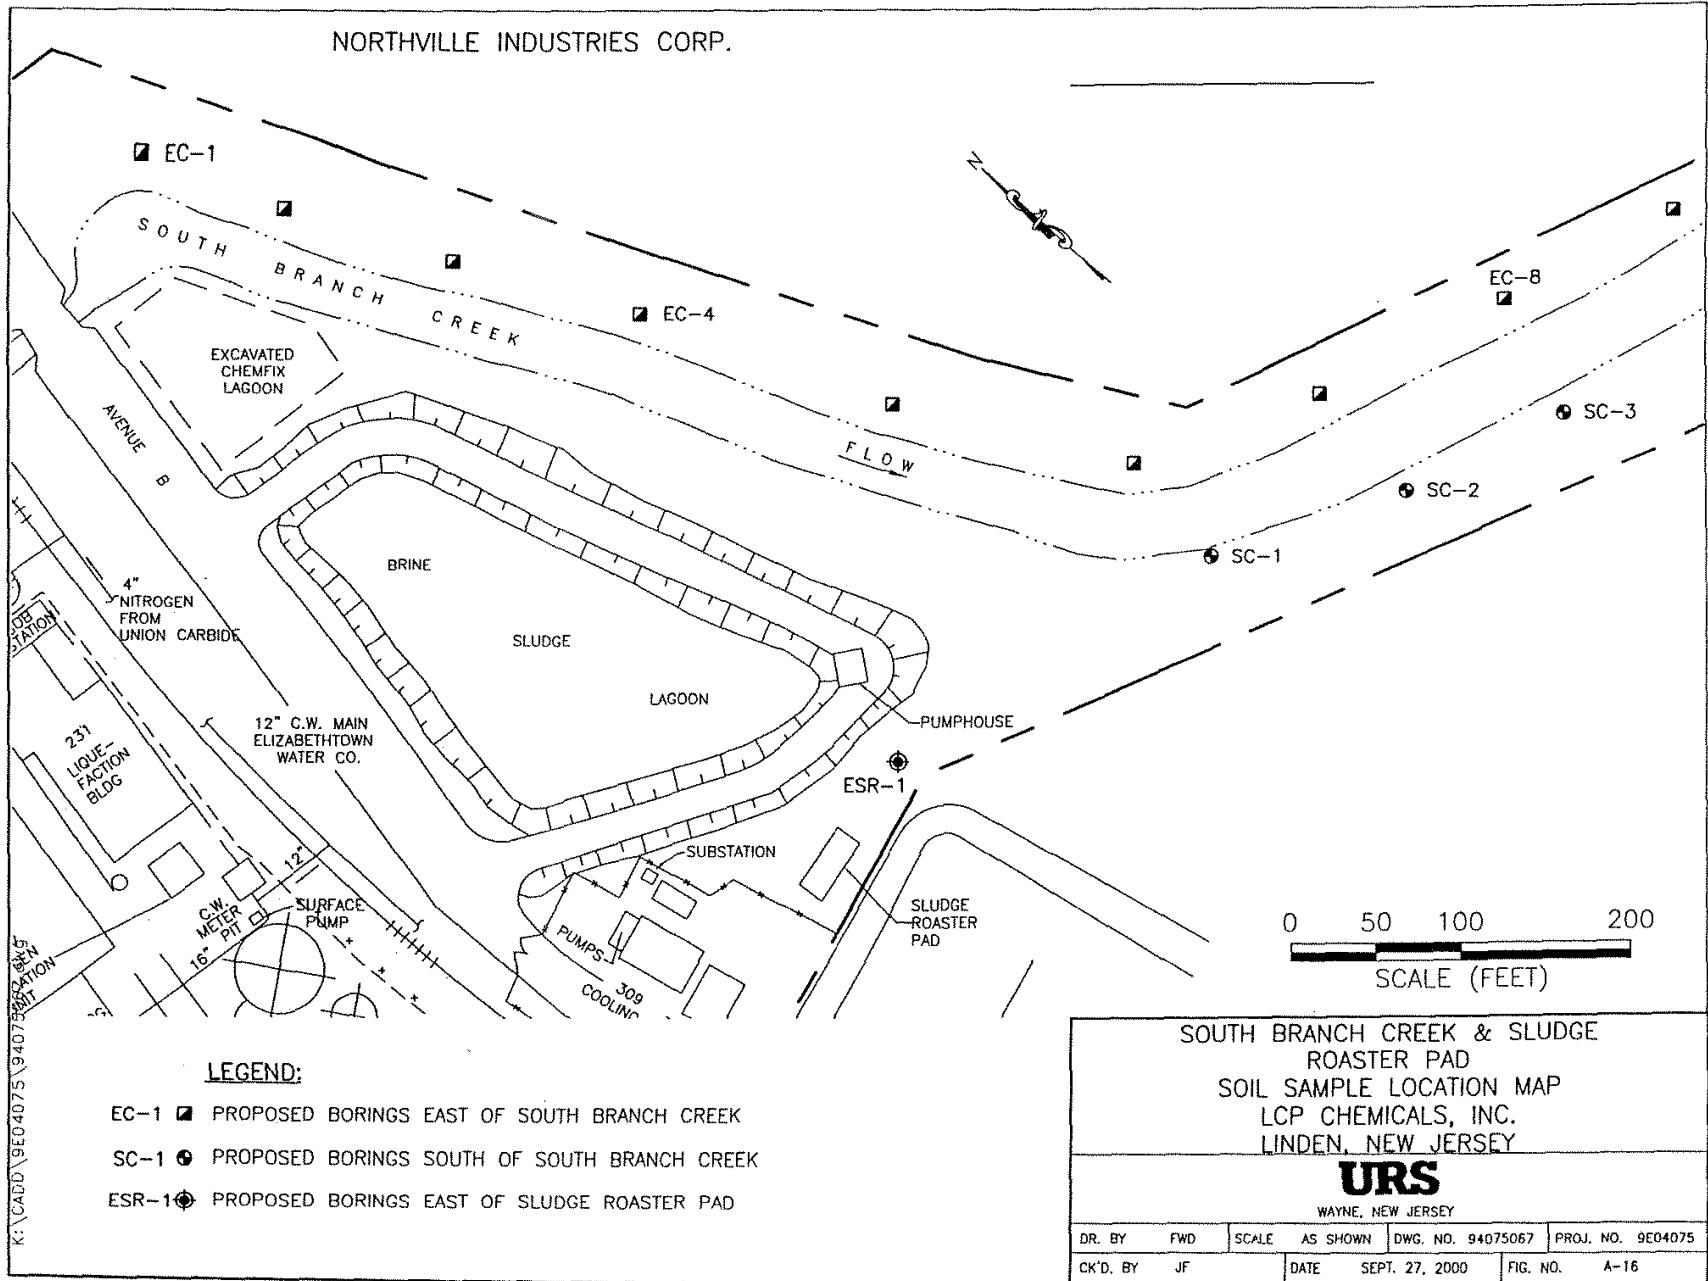 NORTHVILLE INDUSTRIES CORP.
N
EC-1
SOUTH BRANCH CREEK
EC-4
EC-8
EXCAVATED
CHEMFIX
LAGOON
SC-3
AVENUE B
FLOW
SC-2
SC-1
BRINE
SLUDGE
LAGOON
4"
NITROGEN
FROM
UNION CARBIDE
SUB
STATION
12" C.W. MAIN
ELIZABETHTOWN
WATER CO.
PUMPHOUSE
231
LIQUE-
FACTION
BLDG
ESR-1
SUBSTATION
12"
C.W.
METER
PIT
SURFACE
PUMP
16"
PUMPS
309
COOLING
SLUDGE
ROASTER
PAD
0 50 100 200
SCALE (FEET)
LEGEND:
EC-1 PROPOSED BORINGS EAST OF SOUTH BRANCH CREEK
SC-1 PROPOSED BORINGS SOUTH OF SOUTH BRANCH CREEK
ESR-1 PROPOSED BORINGS EAST OF SLUDGE ROASTER PAD
SOUTH BRANCH CREEK & SLUDGE
ROASTER PAD
SOIL SAMPLE LOCATION MAP
LCP CHEMICALS, INC.
LINDEN, NEW JERSEY
URS
WAYNE, NEW JERSEY
DR. BY FWD SCALE AS SHOWN DWG. NO. 94075067 PROJ. NO. 9E04075
CK'D. BY JF DATE SEPT. 27, 2000 FIG. NO. A-16